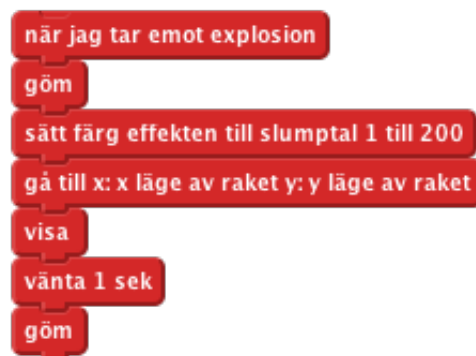 när jag tar emot explosion
göm
sätt färg effekten till slumptal 1 till 200
gå till x: x läge av raket y: y läge av raket
visa
vänta 1 sek
göm